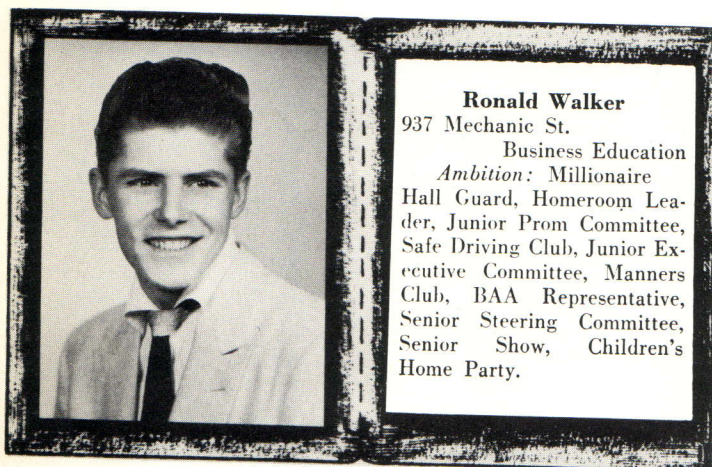 Ronald Walker
937 Mechanic St.
Business Education
Ambition: Millionaire
Hall Guard, Homeroom Lea-
der, Junior Prom Committee,
Safe Driving Club, Junior Ex-
ecutive Committee, Manners
Club, BAA Representative,
Senior Steering Committee,
Senior Show, Children's
Home Party.